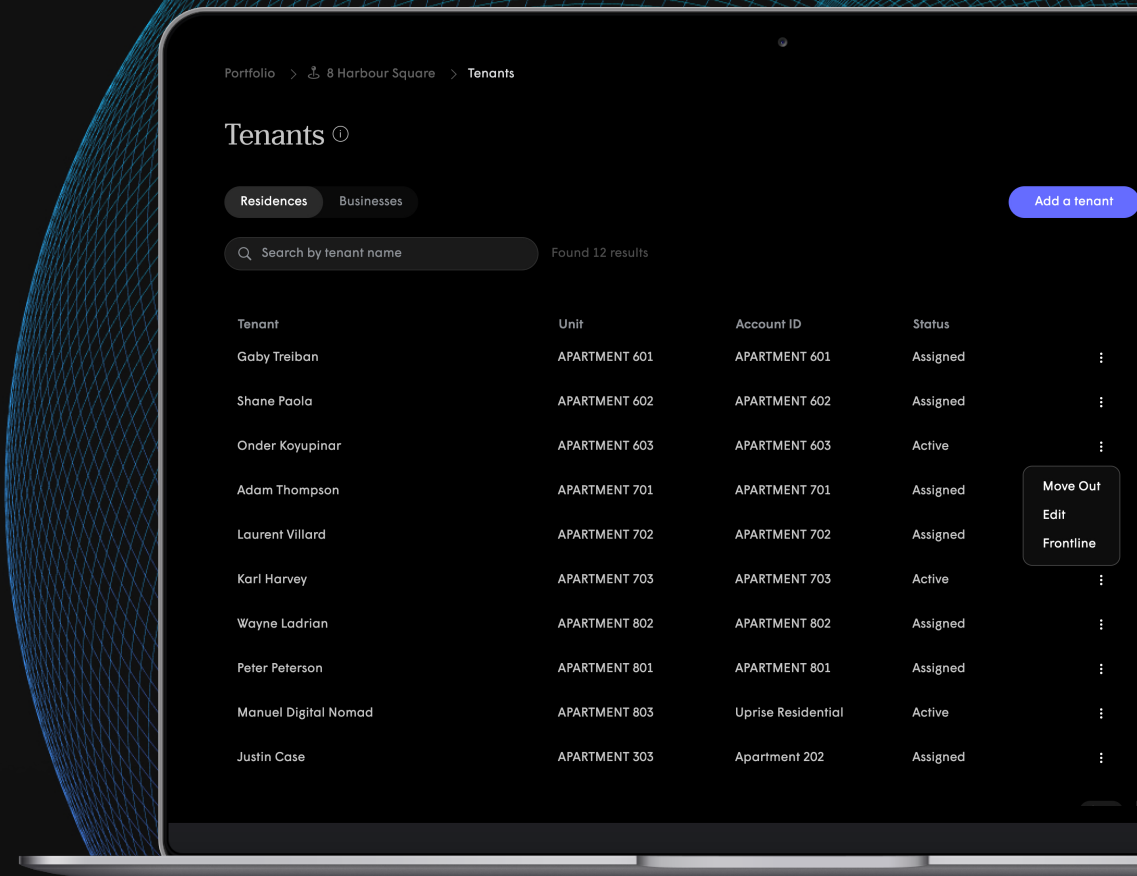 Portfolio > 8 Harbour Square > Tenants
Tenants
Residences Businesses Add a tenant
Search by tenant name Found 12 results
Tenant Unit Account ID Status
Gaby Treiban APARTMENT 601 APARTMENT 601 Assigned
Shane Paola APARTMENT 602 APARTMENT 602 Assigned
Onder Koyupinar APARTMENT 603 APARTMENT 603 Active
Adam Thompson APARTMENT 701 APARTMENT 701 Assigned Move Out
Edit
Laurent Villard APARTMENT 702 APARTMENT 702 Assigned Frontline
Karl Harvey APARTMENT 703 APARTMENT 703 Active
Wayne Ladrian APARTMENT 802 APARTMENT 802 Assigned
Peter Peterson APARTMENT 801 APARTMENT 801 Assigned
Manuel Digital Nomad APARTMENT 803 Uprise Residential Active
Justin Case APARTMENT 303 Apartment 202 Assigned